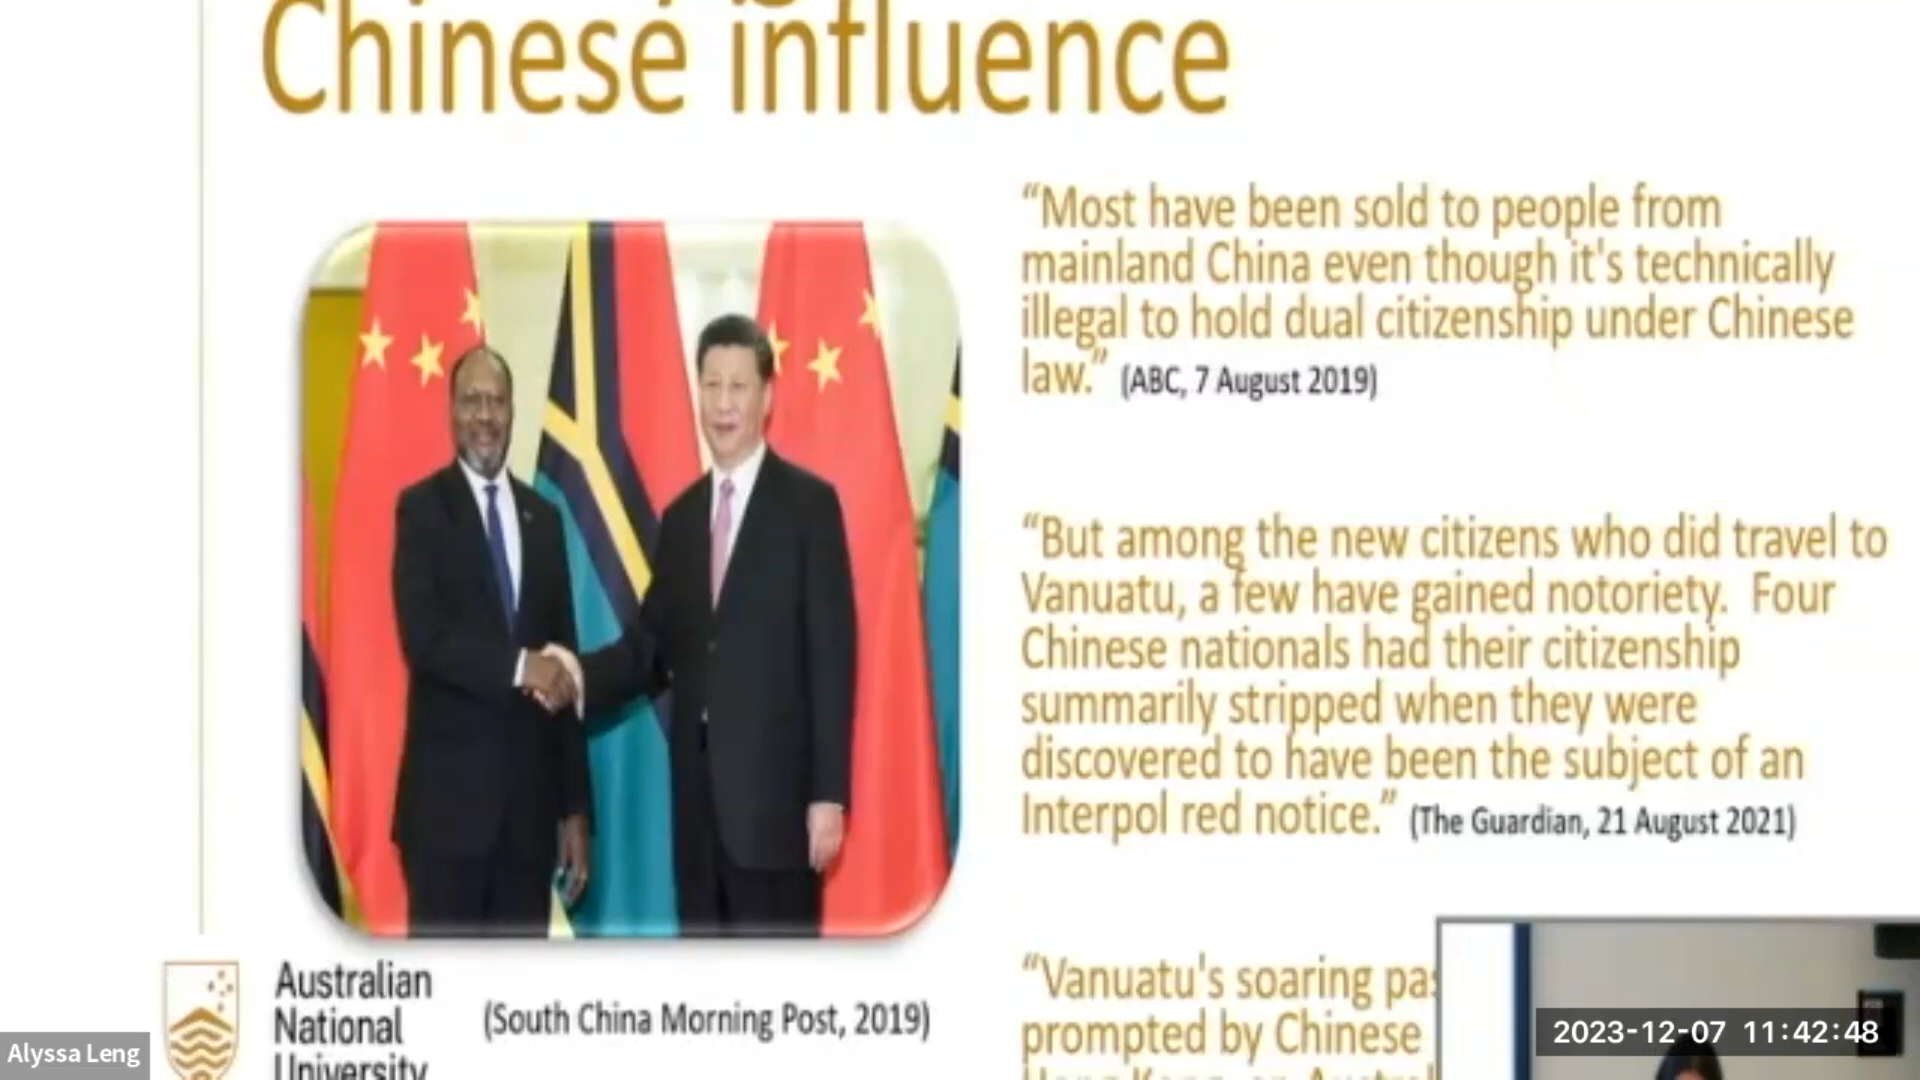 Chinese influence
“Most have been sold to people from
mainland China even though it's technically
illegal to hold dual citizenship under Chinese
law.” (ABC, 7 August 2019)
“But among the new citizens who did travel to
Vanuatu, a few have gained notoriety. Four
Chinese nationals had their citizenship
summarily stripped when they were
discovered to have been the subject of an
Interpol red notice.” (The Guardian, 21 August 2021)
“Vanuatu's soaring
prompted by Chinese
Australian
National
University
(South China Morning Post, 2019)
Alyssa Leng
2023-12-07 11:42:48